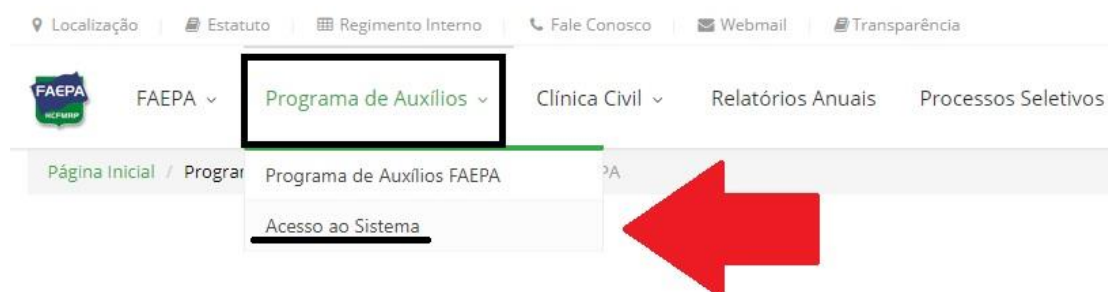 Localização Estatuto Regimento Interno Fale Conosco Webmail Transparência
FAEPA
HCFMRP
FAEPA Programa de Auxílios Clínica Civil Relatórios Anuais Processos Seletivos
Página Inicial / Progra PA
Programa de Auxílios FAEPA
Acesso ao Sistema